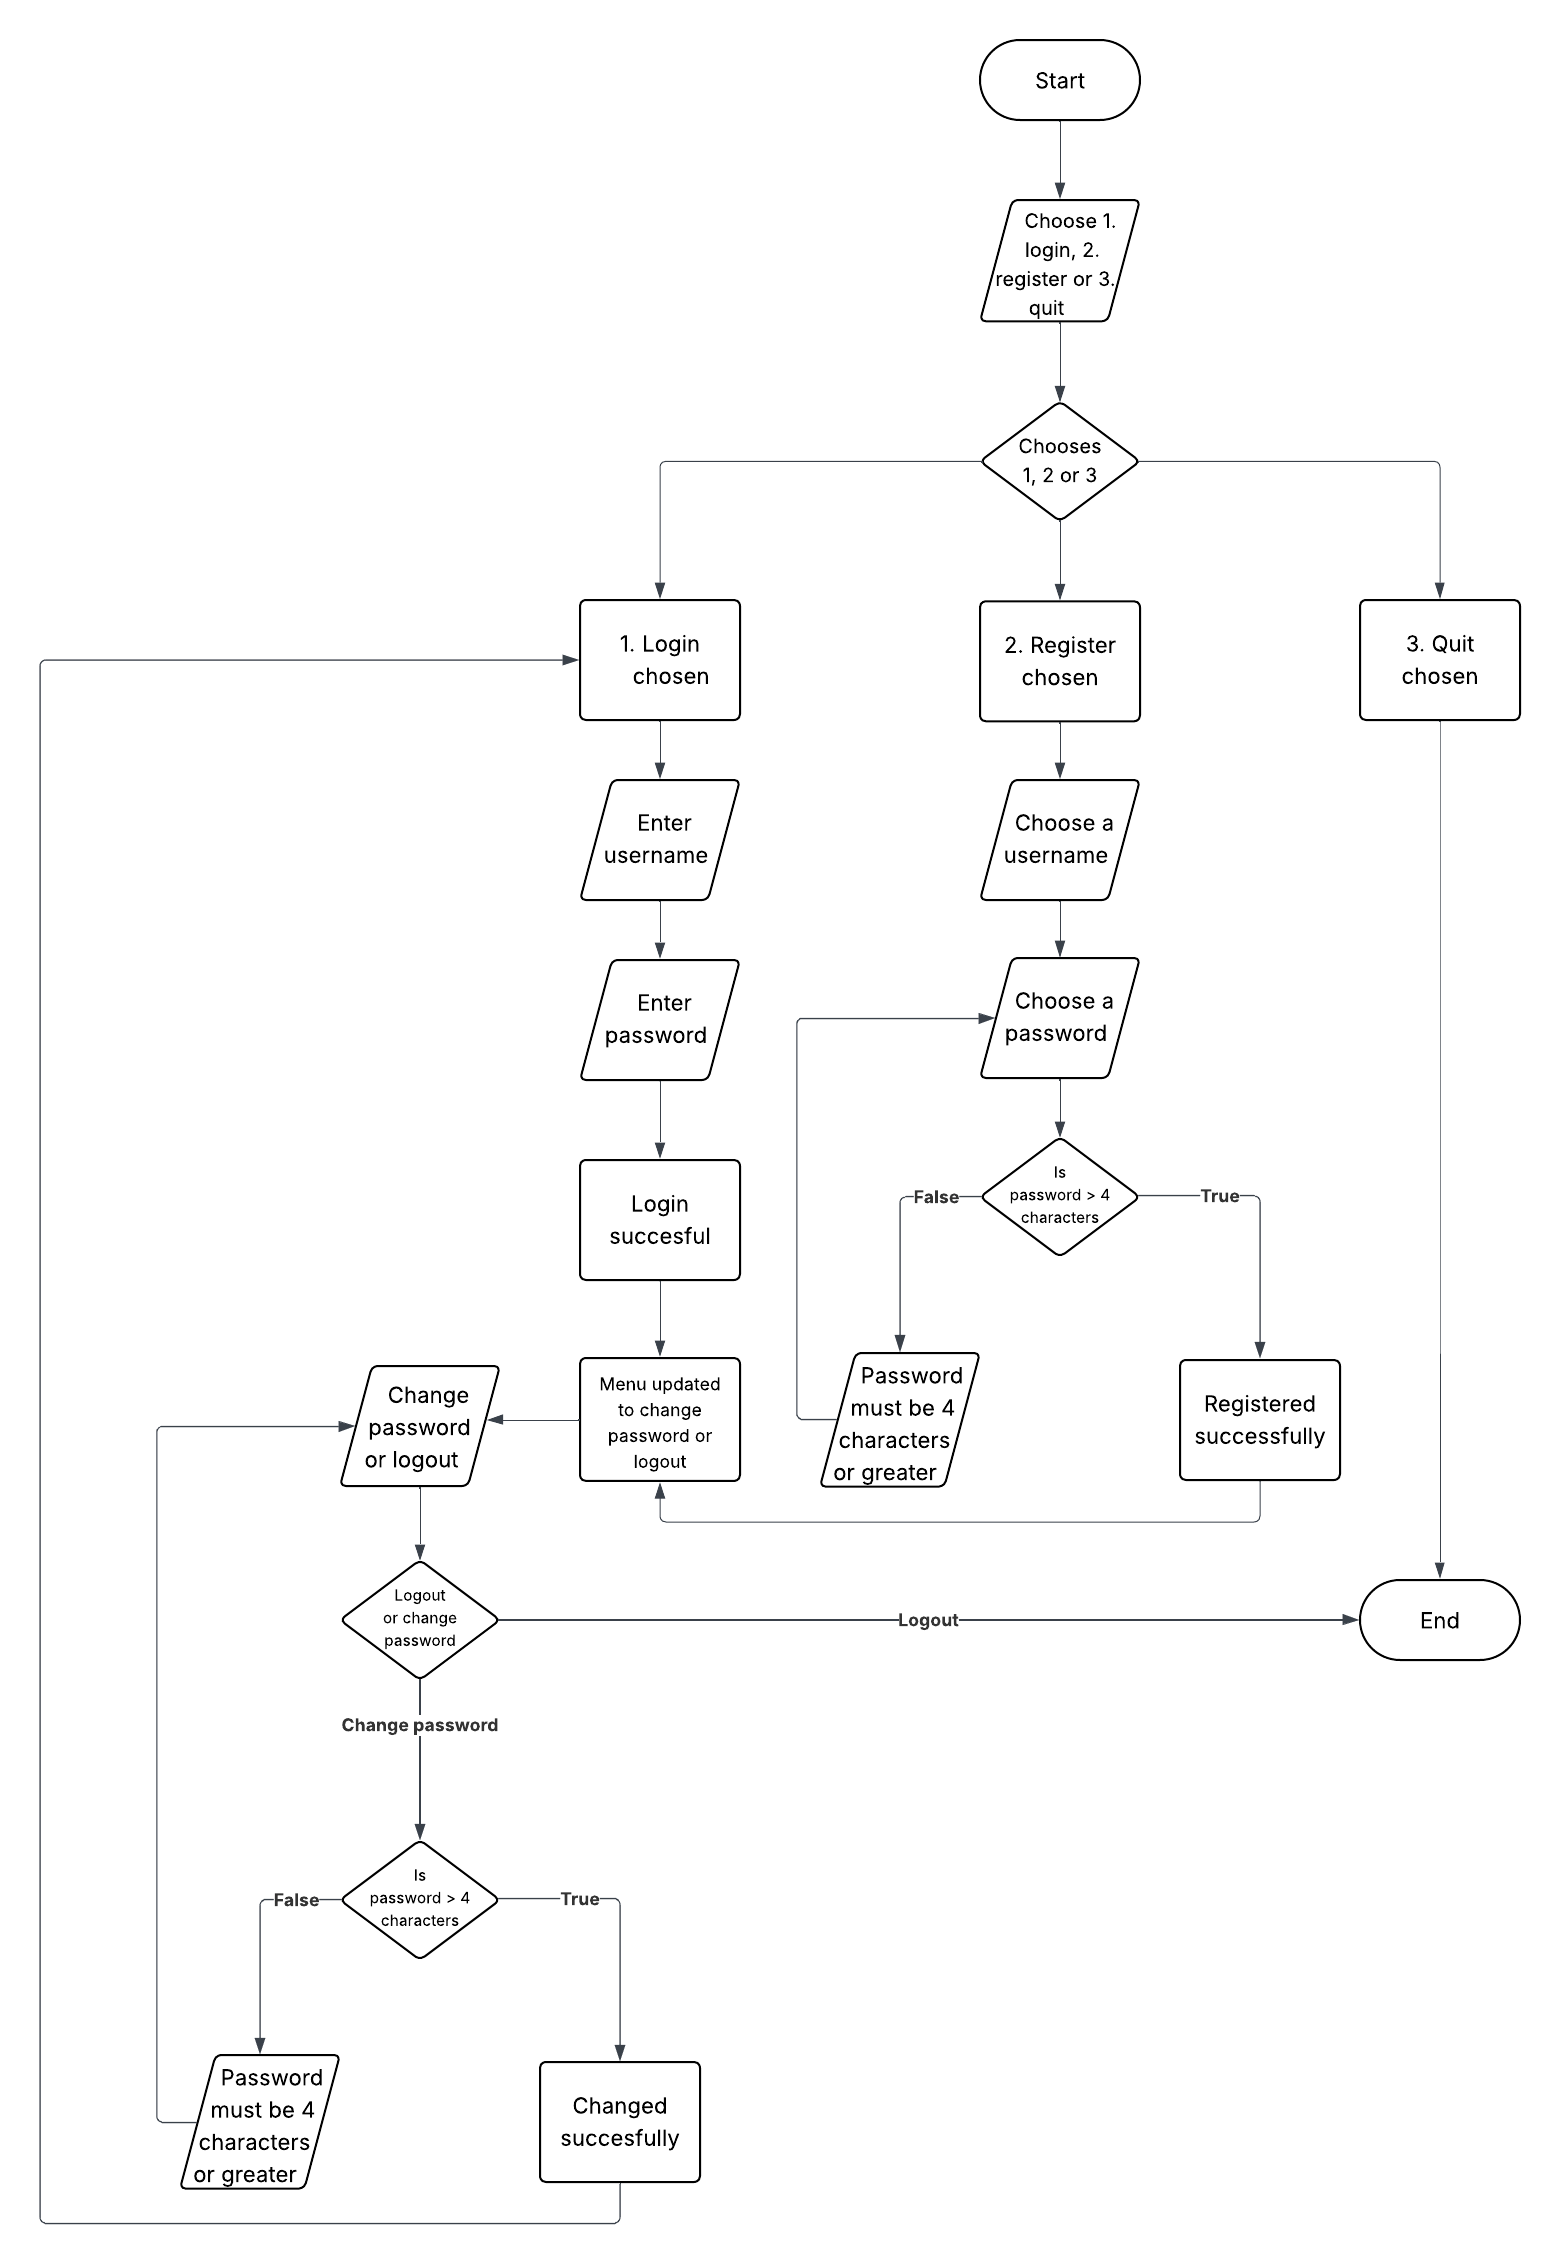 Start
Choose 1.
login, 2.
register or 3.
quit
Chooses
1, 2 or 3
1. Login
chosen
2. Register
chosen
3. Quit
chosen
Enter
username
Choose a
username
Enter
password
Choose a
password
Is
password > 4
characters
False
True
Login
succesful
Change
password
or logout
Menu updated
to change
password or
logout
Password
must be 4
characters
or greater
Registered
successfully
Logout
or change
password
Logout
End
Change password
Is
password > 4
characters
False
True
Password
must be 4
characters
or greater
Changed
succesfully